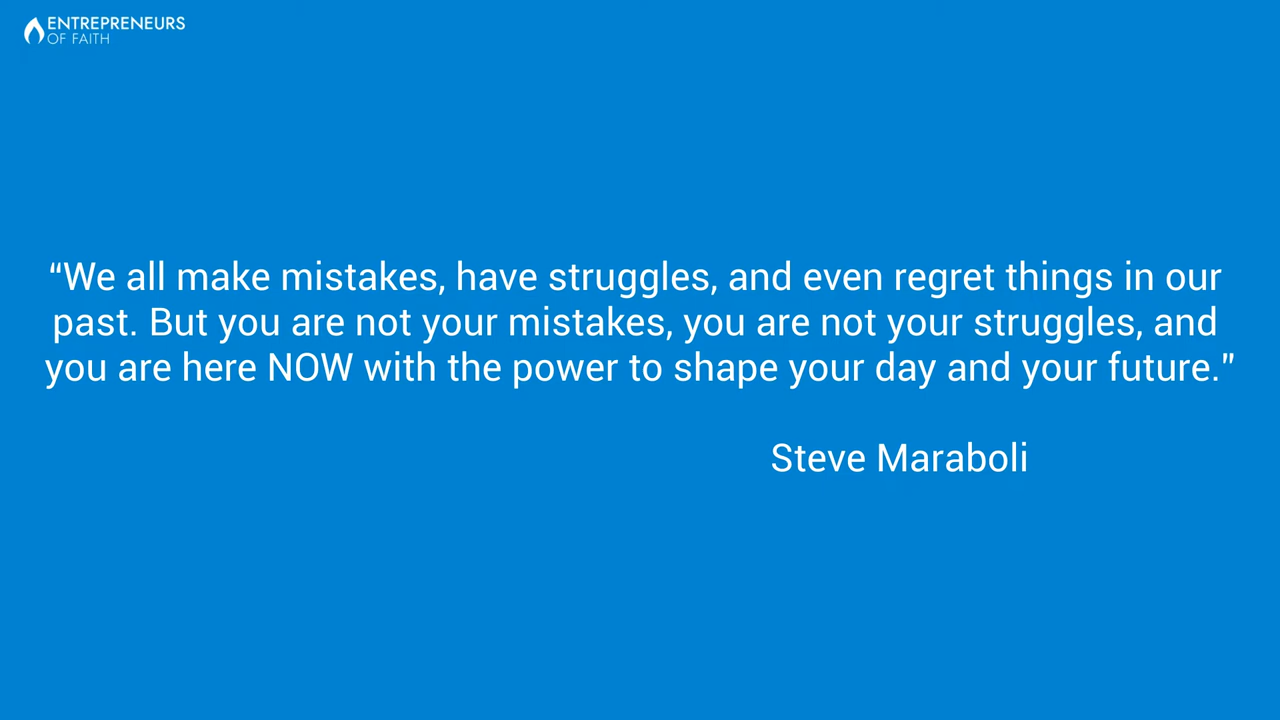 ENTREPRENEURS
OF FAITH
“We all make mistakes, have struggles, and even regret things in our
past. But you are not your mistakes, you are not your struggles, and
you are here NOW with the power to shape your day and your future.”
Steve Maraboli